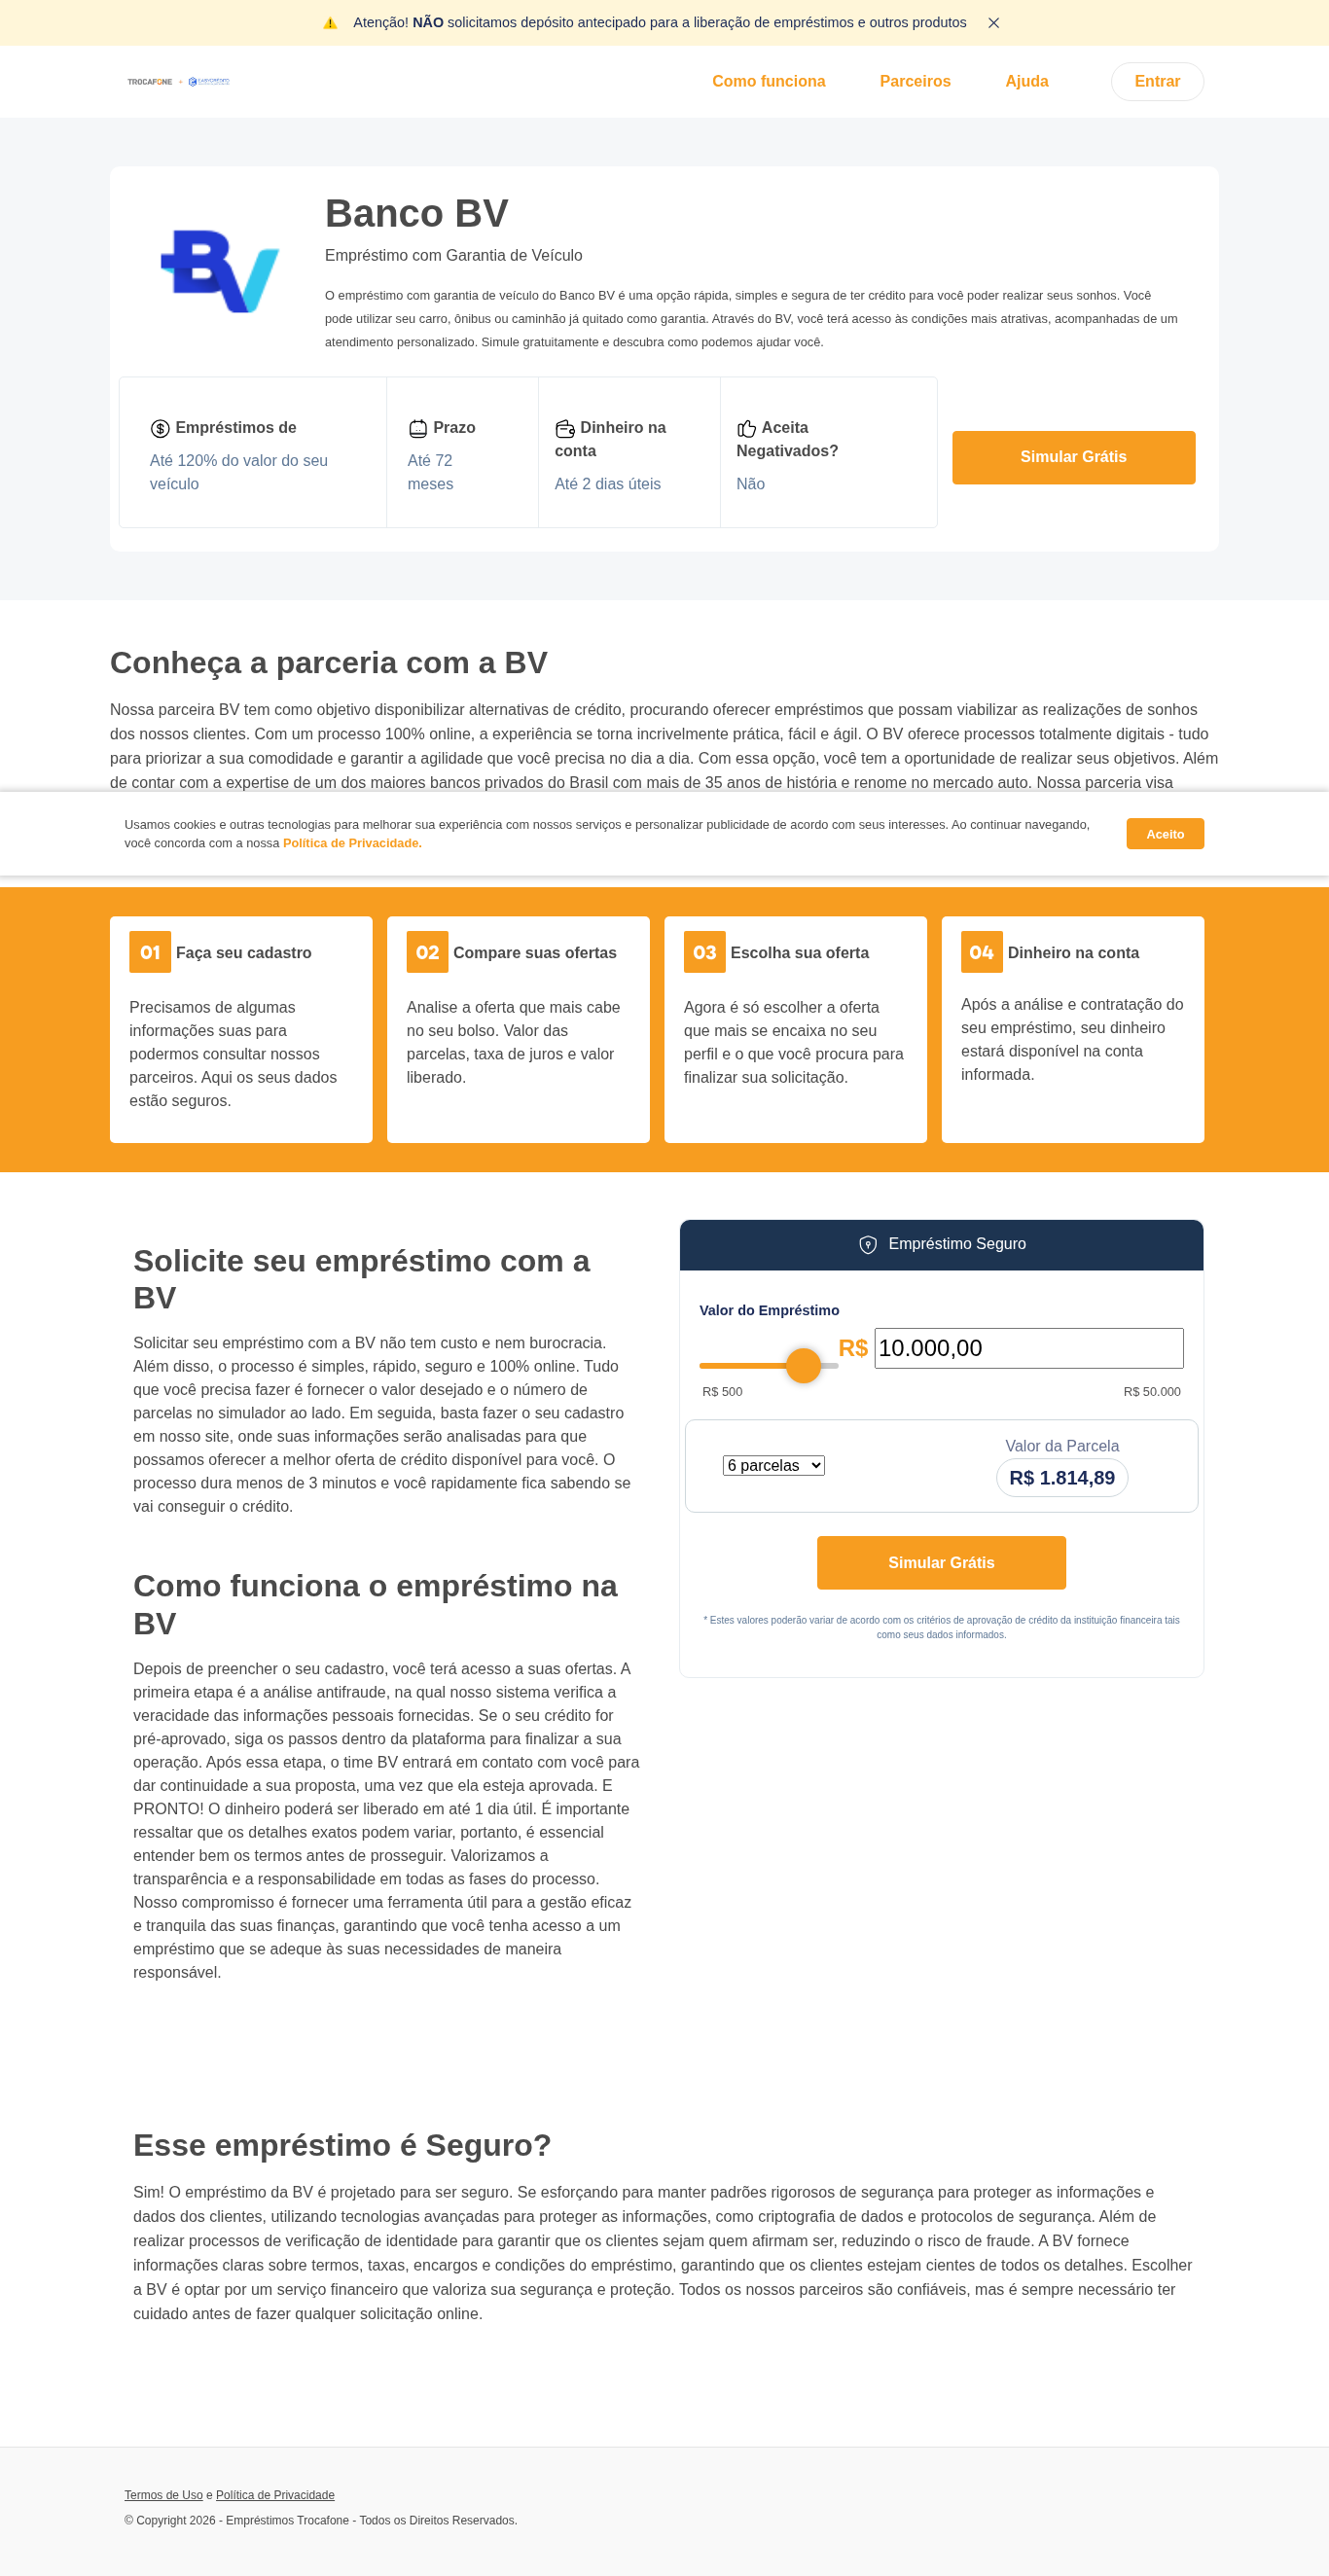 Atenção! NÃO solicitamos depósito antecipado para a liberação de empréstimos e outros produtos
TROCAFONE
Como funciona
Parceiros
Ajuda
Entrar
Banco BV
BV
Empréstimo com Garantia de Veículo
O empréstimo com garantia de veículo do Banco BV é uma opção rápida, simples e segura de ter crédito para você poder realizar seus sonhos. Você
pode utilizar seu carro, ônibus ou caminhão já quitado como garantia. Através do BV, você terá acesso às condições mais atrativas, acompanhadas de um
atendimento personalizado. Simule gratuitamente e descubra como podemos ajudar você.
Empréstimos de
Até 120% do valor do seu
veículo
Prazo
Até 72
meses
Dinheiro na
conta
Até 2 dias úteis
Aceita
Negativados?
Não
Simular Grátis
Conheça a parceria com a BV
Nossa parceira BV tem como objetivo disponibilizar alternativas de crédito, procurando oferecer empréstimos que possam viabilizar as realizações de sonhos
dos nossos clientes. Com um processo 100% online, a experiência se torna incrivelmente prática, fácil e ágil. O BV oferece processos totalmente digitais - tudo
para priorizar a sua comodidade e garantir a agilidade que você precisa no dia a dia. Com essa opção, você tem a oportunidade de realizar seus objetivos. Além
de contar com a expertise de um dos maiores bancos privados do Brasil com mais de 35 anos de história e renome no mercado auto. Nossa parceria visa
Usamos cookies e outras tecnologias para melhorar sua experiência com nossos serviços e personalizar publicidade de acordo com seus interesses. Ao continuar navegando,
você concorda com a nossa Política de Privacidade.
Aceito
01 Faça seu cadastro
Precisamos de algumas
informações suas para
podermos consultar nossos
parceiros. Aqui os seus dados
estão seguros.
02 Compare suas ofertas
Analise a oferta que mais cabe
no seu bolso. Valor das
parcelas, taxa de juros e valor
liberado.
03 Escolha sua oferta
Agora é só escolher a oferta
que mais se encaixa no seu
perfil e o que você procura para
finalizar sua solicitação.
04 Dinheiro na conta
Após a análise e contratação do
seu empréstimo, seu dinheiro
estará disponível na conta
informada.
Solicite seu empréstimo com a
BV
Solicitar seu empréstimo com a BV não tem custo e nem burocracia.
Além disso, o processo é simples, rápido, seguro e 100% online. Tudo
que você precisa fazer é fornecer o valor desejado e o número de
parcelas no simulador ao lado. Em seguida, basta fazer o seu cadastro
em nosso site, onde suas informações serão analisadas para que
possamos oferecer a melhor oferta de crédito disponível para você. O
processo dura menos de 3 minutos e você rapidamente fica sabendo se
vai conseguir o crédito.
Como funciona o empréstimo na
BV
Depois de preencher o seu cadastro, você terá acesso a suas ofertas. A
primeira etapa é a análise antifraude, na qual nosso sistema verifica a
veracidade das informações pessoais fornecidas. Se o seu crédito for
pré-aprovado, siga os passos dentro da plataforma para finalizar a sua
operação. Após essa etapa, o time BV entrará em contato com você para
dar continuidade a sua proposta, uma vez que ela esteja aprovada. E
PRONTO! O dinheiro poderá ser liberado em até 1 dia útil. É importante
ressaltar que os detalhes exatos podem variar, portanto, é essencial
entender bem os termos antes de prosseguir. Valorizamos a
transparência e a responsabilidade em todas as fases do processo.
Nosso compromisso é fornecer uma ferramenta útil para a gestão eficaz
e tranquila das suas finanças, garantindo que você tenha acesso a um
empréstimo que se adeque às suas necessidades de maneira
responsável.
Empréstimo Seguro
Valor do Empréstimo
R$ 10.000,00
R$ 500
R$ 50.000
6 parcelas
Valor da Parcela
R$ 1.814,89
Simular Grátis
* Estes valores poderão variar de acordo com os critérios de aprovação de crédito da instituição financeira tais
como seus dados informados.
Esse empréstimo é Seguro?
Sim! O empréstimo da BV é projetado para ser seguro. Se esforçando para manter padrões rigorosos de segurança para proteger as informações e
dados dos clientes, utilizando tecnologias avançadas para proteger as informações, como criptografia de dados e protocolos de segurança. Além de
realizar processos de verificação de identidade para garantir que os clientes sejam quem afirmam ser, reduzindo o risco de fraude. A BV fornece
informações claras sobre termos, taxas, encargos e condições do empréstimo, garantindo que os clientes estejam cientes de todos os detalhes. Escolher
a BV é optar por um serviço financeiro que valoriza sua segurança e proteção. Todos os nossos parceiros são confiáveis, mas é sempre necessário ter
cuidado antes de fazer qualquer solicitação online.
Termos de Uso e Política de Privacidade
© Copyright 2026 - Empréstimos Trocafone - Todos os Direitos Reservados.